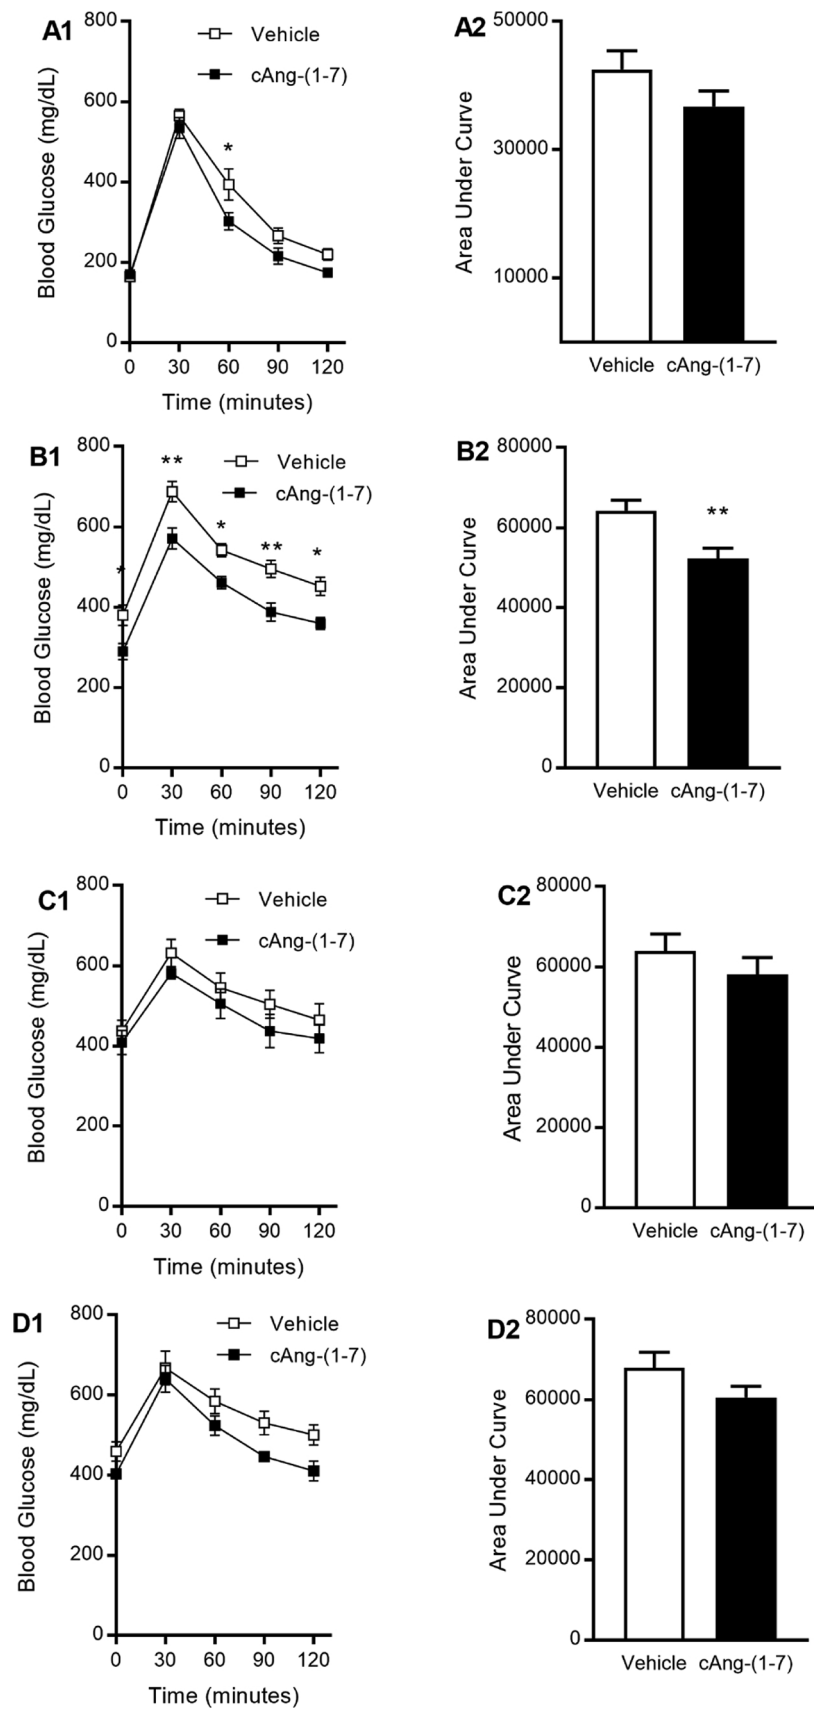 A1
Vehicle
cAng-(1-7)
Blood Glucose (mg/dL)
800
600
400
200
0
*
0 30 60 90 120
Time (minutes)
A2
Area Under Curve
50000
30000
10000
Vehicle cAng-(1-7)
B1
Vehicle
cAng-(1-7)
Blood Glucose (mg/dL)
800
600
400
200
0
* ** * ** *
0 30 60 90 120
Time (minutes)
B2
Area Under Curve
80000
60000
40000
20000
0
**
Vehicle cAng-(1-7)
C1
Vehicle
cAng-(1-7)
Blood Glucose (mg/dL)
800
600
400
200
0
0 30 60 90 120
Time (minutes)
C2
Area Under Curve
80000
60000
40000
20000
0
Vehicle cAng-(1-7)
D1
Vehicle
cAng-(1-7)
Blood Glucose (mg/dL)
800
600
400
200
0
0 30 60 90 120
Time (minutes)
D2
Area Under Curve
80000
60000
40000
20000
0
Vehicle cAng-(1-7)